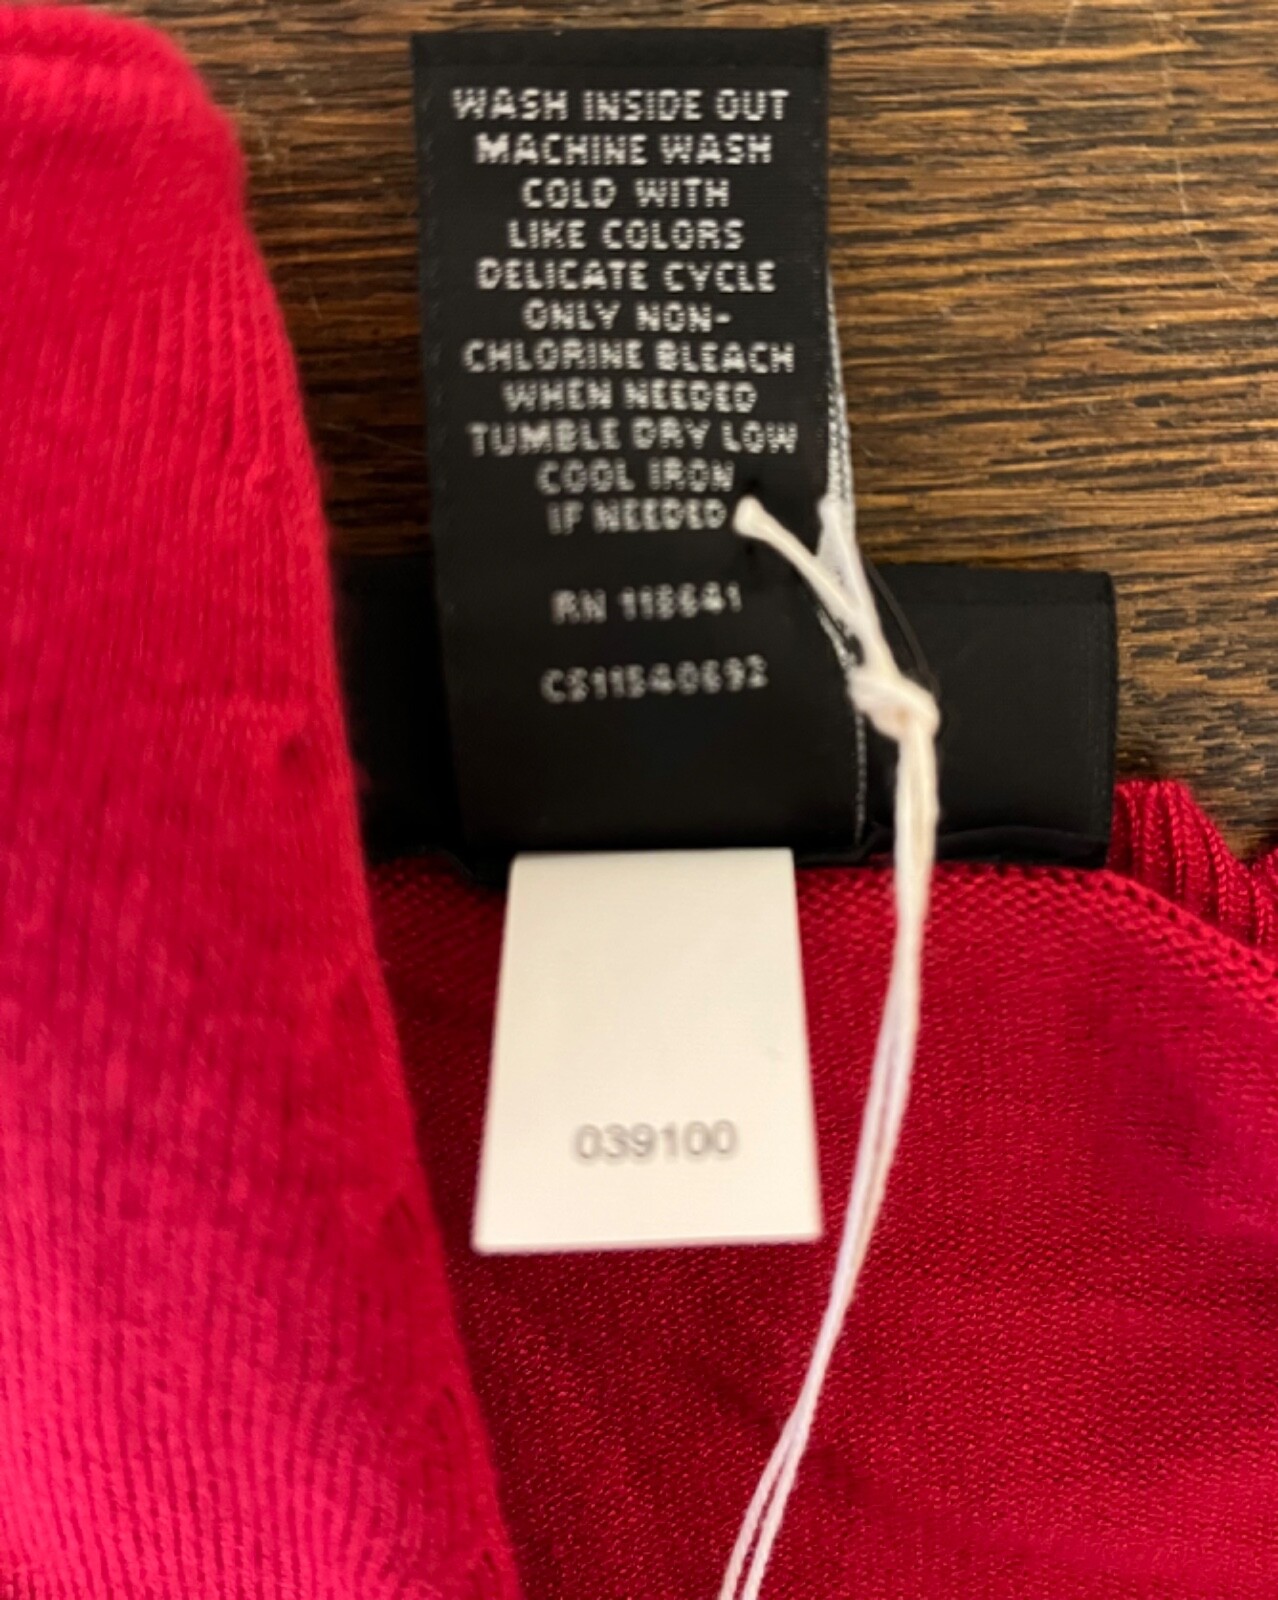 WASH INSIDE OUT
MACHINE WASH
COLD WITH
LIKE COLORS
DELICATE CYCLE
ONLY NON-
CHLORINE BLEACH
WHEN NEEDED
TUMBLE DRY LOW
COOL IRON
IF NEEDED
RN
039100